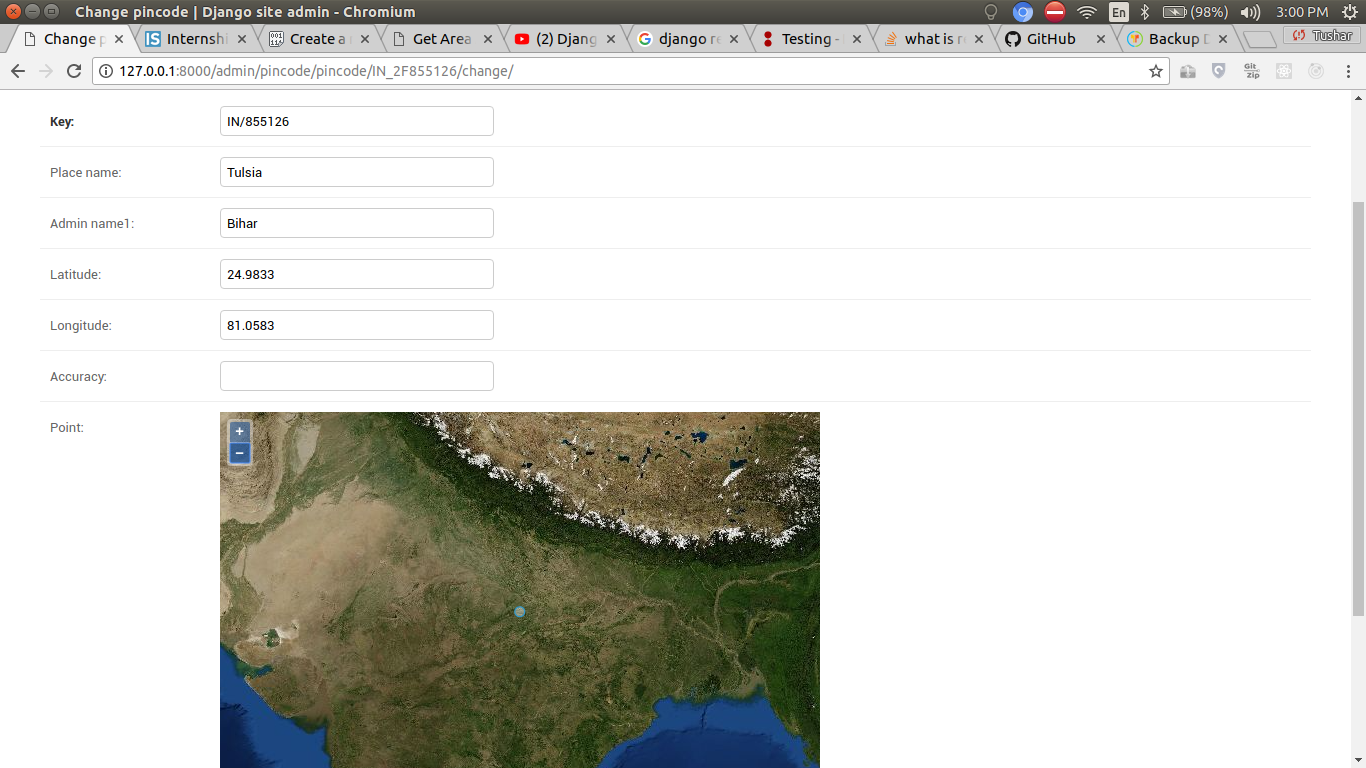 Change pincode | Django site admin - Chromium
En
(98%)
3:00 PM
Change p
Internshi
Create a
Get Area
(2) Djang
django re
Testing -
what is r
GitHub
Backup D
Tushar
127.0.0.1:8000/admin/pincode/pincode/IN_2F855126/change/
Git Zip
Key:
IN/855126
Place name:
Tulsia
Admin name1:
Bihar
Latitude:
24.9833
Longitude:
81.0583
Accuracy:
Point:
+
−